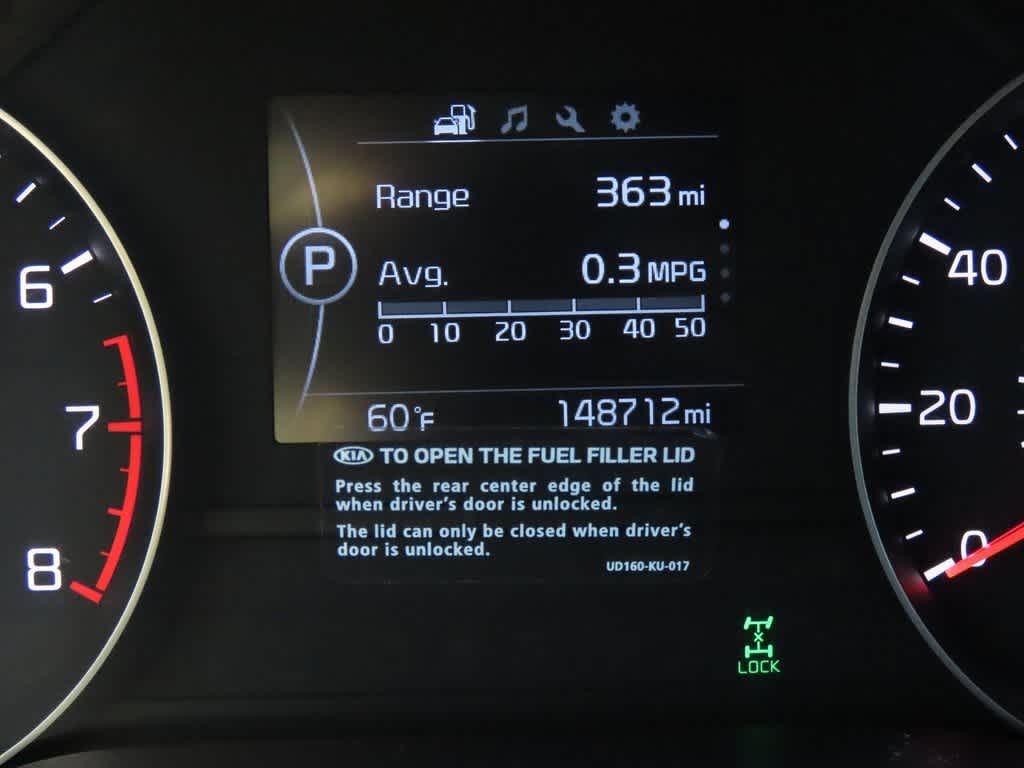 Range 363 mi
P
Avg. 0.3 MPG
0 10 20 30 40 50
60°F 148712 mi
KIA TO OPEN THE FUEL FILLER LID
Press the rear center edge of the lid
when driver's door is unlocked.
The lid can only be closed when driver's
door is unlocked.
UD160-KU-017
6
7
8
40
20
0
LOCK